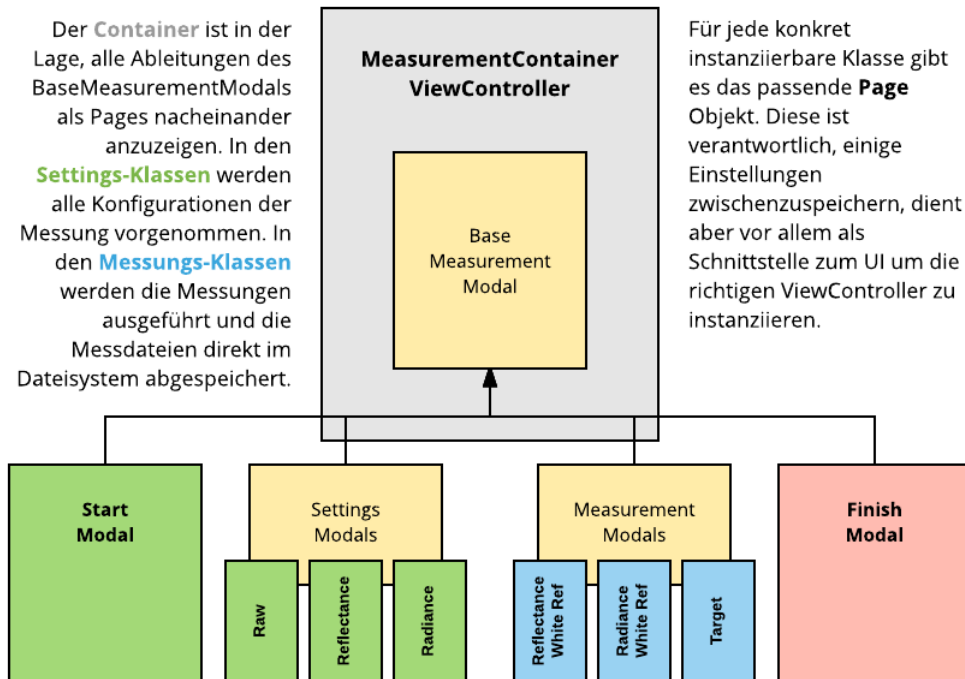 Der Container ist in der
Lage, alle Ableitungen des
BaseMeasurementModals
als Pages nacheinander
anzuzeigen. In den
Settings-Klassen werden
alle Konfigurationen der
Messung vorgenommen. In
den Messungs-Klassen
werden die Messungen
ausgeführt und die
Messdateien direkt im
Dateisystem abgespeichert.
MeasurementContainer
ViewController
Base
Measurement
Modal
Für jede konkret
instanziierbare Klasse gibt
es das passende Page
Objekt. Diese ist
verantwortlich, einige
Einstellungen
zwischenzuspeichern, dient
aber vor allem als
Schnittstelle zum UI um die
richtigen ViewController zu
instanziieren.
Start
Modal
Settings
Modals
Raw
Reflectance
Radiance
Measurement
Modals
Reflectance
White Ref
Radiance
White Ref
Target
Finish
Modal